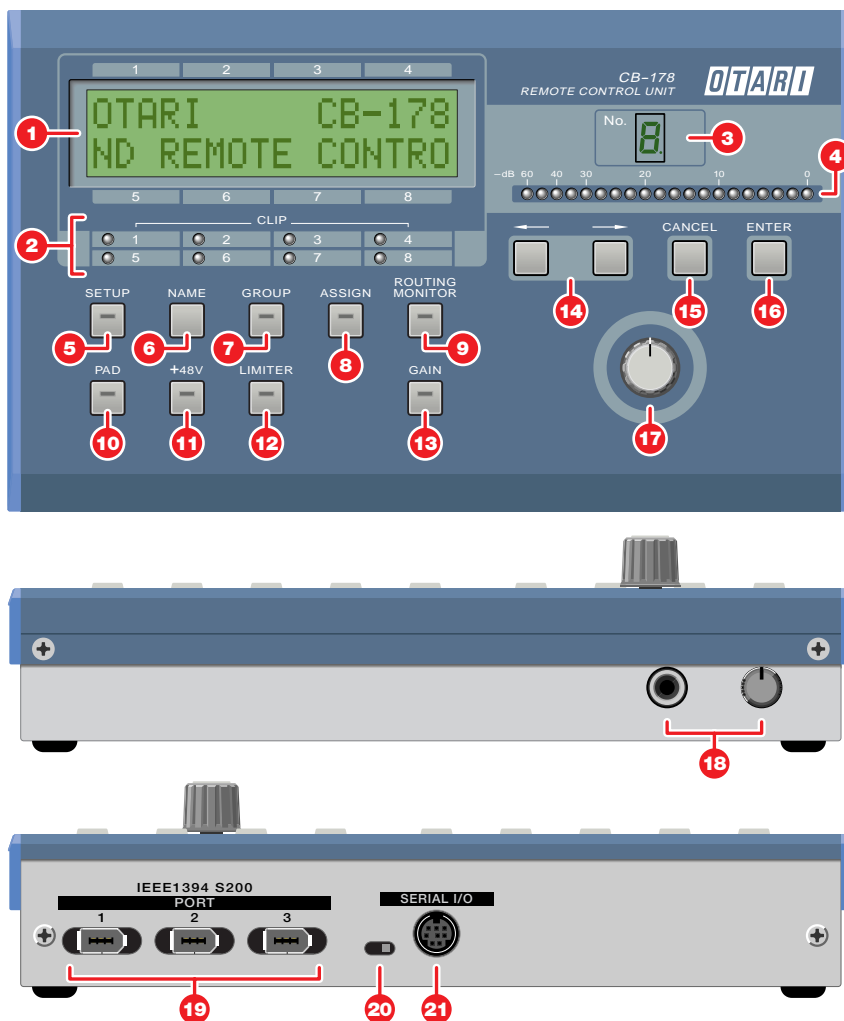 1 2 3 4
CB-178
REMOTE CONTROL UNIT
OTARI
OTARI CB-178
ND REMOTE CONTRO
1
No.
8.
3
4
-dB 60 40 30 20 10 0
5 6 7 8
CLIP
2
1 2 3 4
5 6 7 8
CANCEL ENTER
14 15 16
SETUP NAME GROUP ASSIGN ROUTING
MONITOR
5 6 7 8 9
PAD +48V LIMITER GAIN
10 11 12 13
17
18
IEEE1394 S200
PORT
1 2 3
SERIAL I/O
19 20 21